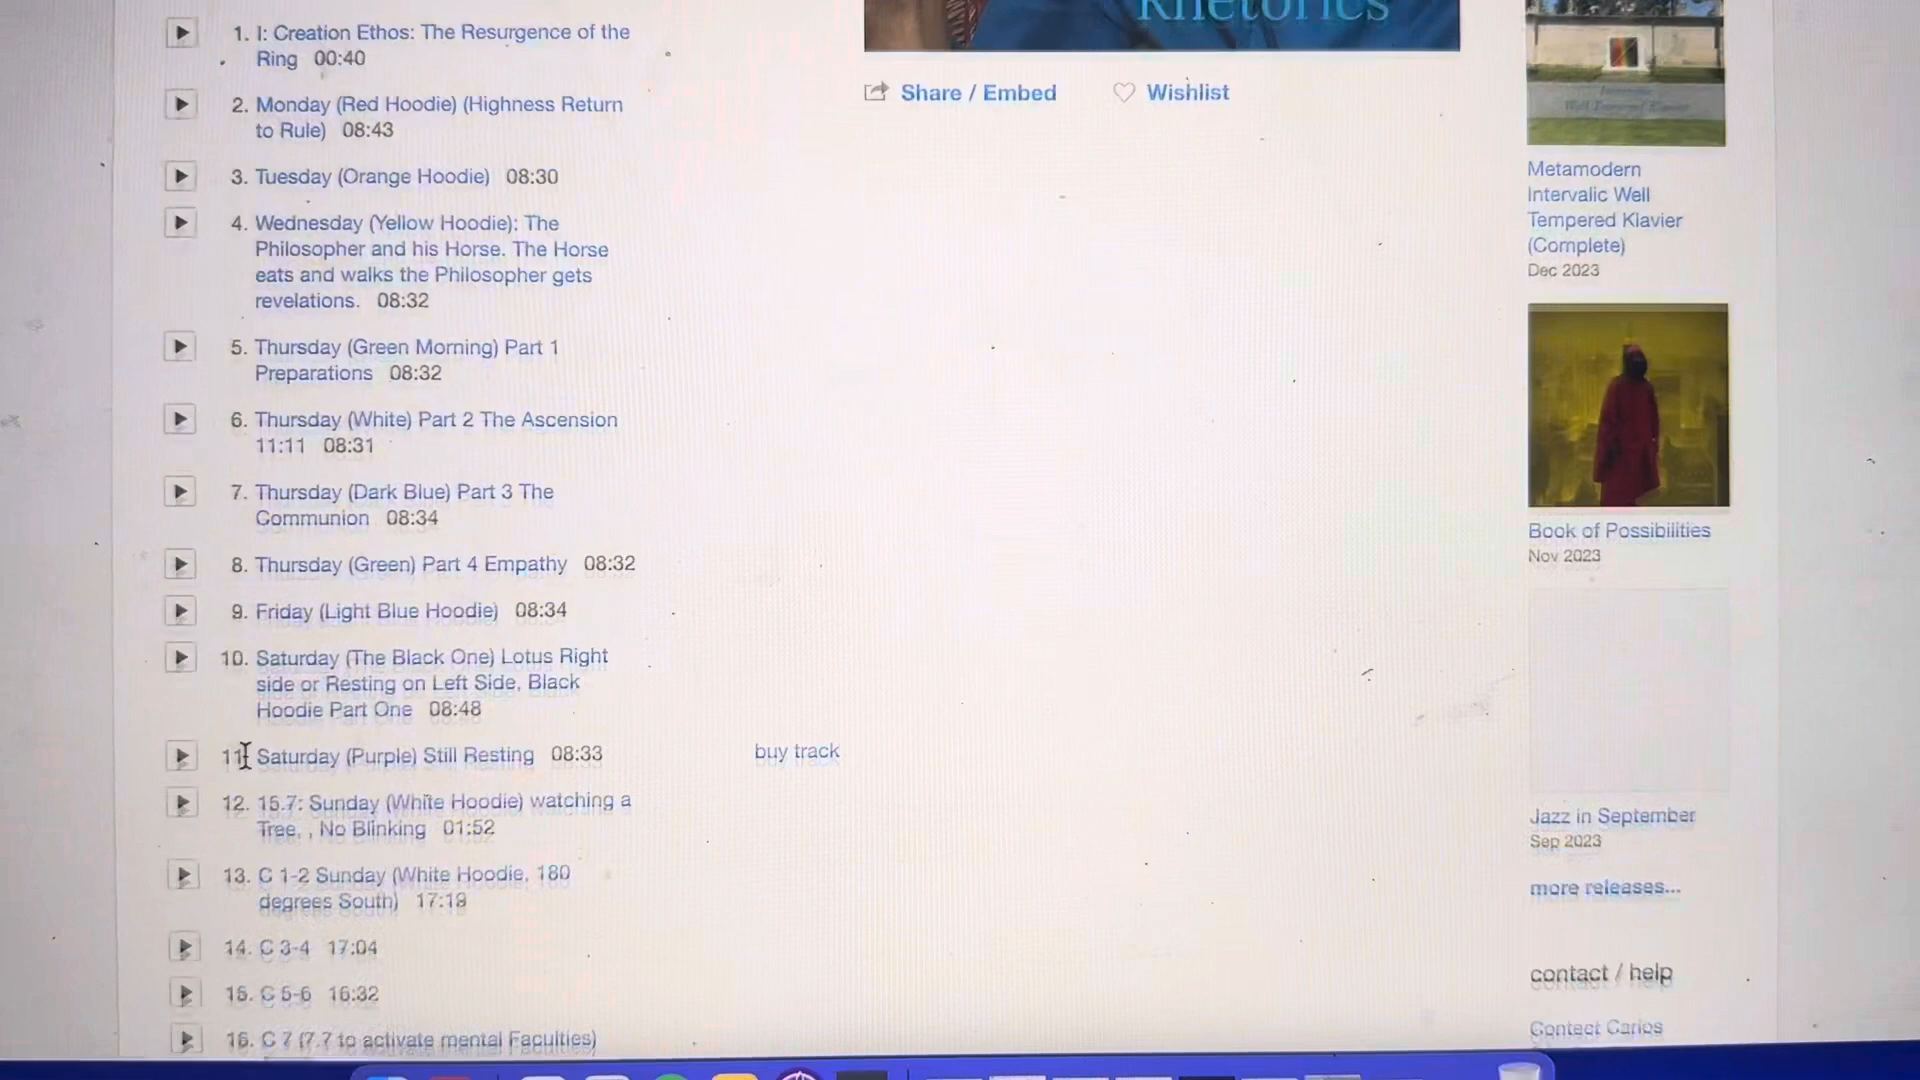 Rhetorics
1. I: Creation Ethos: The Resurgence of the
Ring 00:40
2. Monday (Red Hoodie) (Highness Return
to Rule) 08:43
3. Tuesday (Orange Hoodie) 08:30
4. Wednesday (Yellow Hoodie): The
Philosopher and his Horse. The Horse
eats and walks the Philosopher gets
revelations. 08:32
5. Thursday (Green Morning) Part 1
Preparations 08:32
6. Thursday (White) Part 2 The Ascension
11:11 08:31
7. Thursday (Dark Blue) Part 3 The
Communion 08:34
8. Thursday (Green) Part 4 Empathy 08:32
9. Friday (Light Blue Hoodie) 08:34
10. Saturday (The Black One) Lotus Right
side or Resting on Left Side, Black
Hoodie Part One 08:48
11. Saturday (Purple) Still Resting 08:33
buy track
12. 15.7: Sunday (White Hoodie) watching a
Tree, , No Blinking 01:52
13. C 1-2 Sunday (White Hoodie, 180
degrees South) 17:19
14. C 3-4 17:04
15. C 5-6 16:32
16. C 7 (7.7 to activate mental Faculties)
Share / Embed
Wishlist
Metamodern
Intervalic Well
Tempered Klavier
(Complete)
Dec 2023
Book of Possibilities
Nov 2023
Jazz in September
Sep 2023
more releases...
contact / help
Contact Carlos